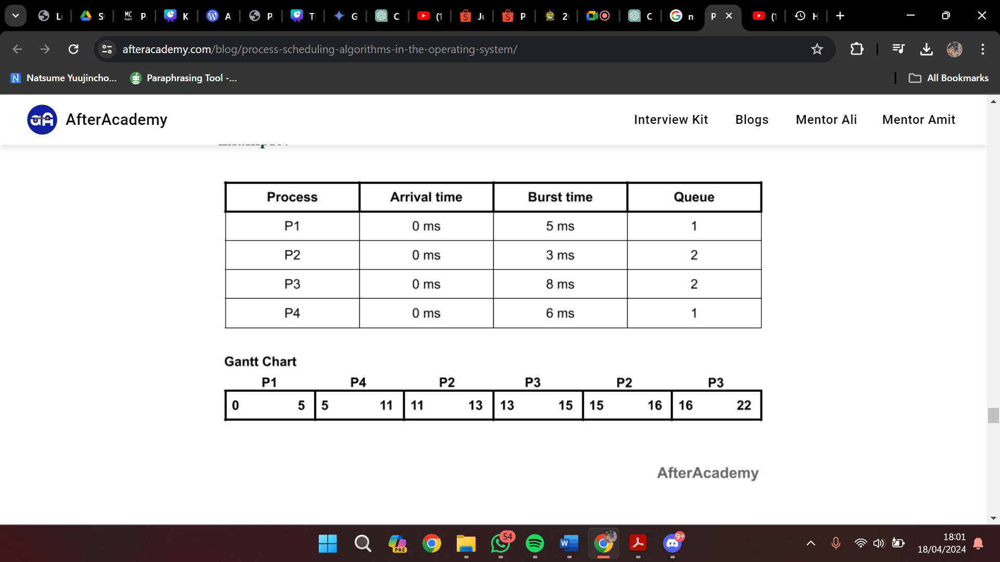 L S P K A P T G C (1 Ju P 2 C n P (1 H
afteracademy.com/blog/process-scheduling-algorithms-in-the-operating-system/
Natsume Yuujincho... Paraphrasing Tool -... All Bookmarks
AfterAcademy Interview Kit Blogs Mentor Ali Mentor Amit
Process Arrival time Burst time Queue
P1 0 ms 5 ms 1
P2 0 ms 3 ms 2
P3 0 ms 8 ms 2
P4 0 ms 6 ms 1
Gantt Chart
P1 P4 P2 P3 P2 P3
0 5 5 11 11 13 13 15 15 16 16 22
AfterAcademy
PRE 54 9+ 18:01
18/04/2024